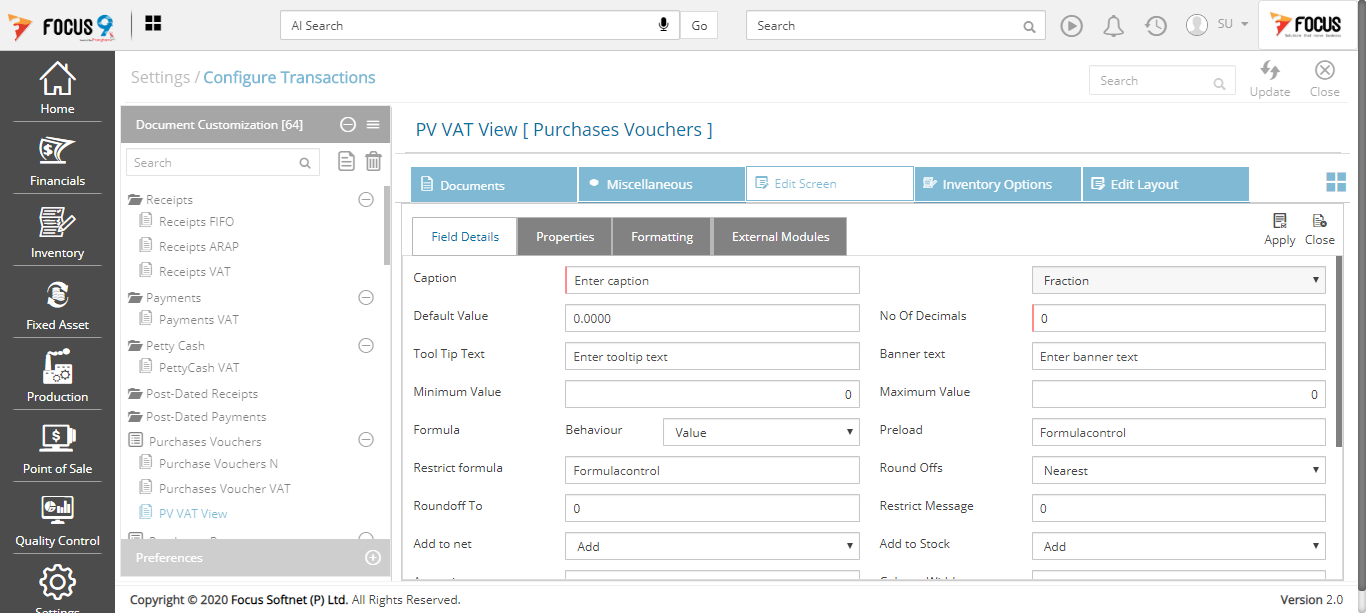 FOCUS 9
AI Search
Go
Search
SU
FOCUS
Home
Financials
Inventory
Fixed Asset
Production
Point of Sale
Quality Control
Settings
Settings / Configure Transactions
Search
Update
Close
Document Customization [64]
Search
Receipts
Receipts FIFO
Receipts ARAP
Receipts VAT
Payments
Payments VAT
Petty Cash
PettyCash VAT
Post-Dated Receipts
Post-Dated Payments
Purchases Vouchers
Purchase Vouchers N
Purchases Voucher VAT
PV VAT View
Preferences
PV VAT View [ Purchases Vouchers ]
Documents
Miscellaneous
Edit Screen
Inventory Options
Edit Layout
Field Details
Properties
Formatting
External Modules
Apply
Close
Caption
Enter caption
Fraction
Default Value
0.0000
No Of Decimals
0
Tool Tip Text
Enter tooltip text
Banner text
Enter banner text
Minimum Value
0
Maximum Value
0
Formula
Behaviour
Value
Preload
Formulacontrol
Restrict formula
Formulacontrol
Round Offs
Nearest
Roundoff To
0
Restrict Message
0
Add to net
Add
Add to Stock
Add
Copyright © 2020 Focus Softnet (P) Ltd. All Rights Reserved.
Version 2.0